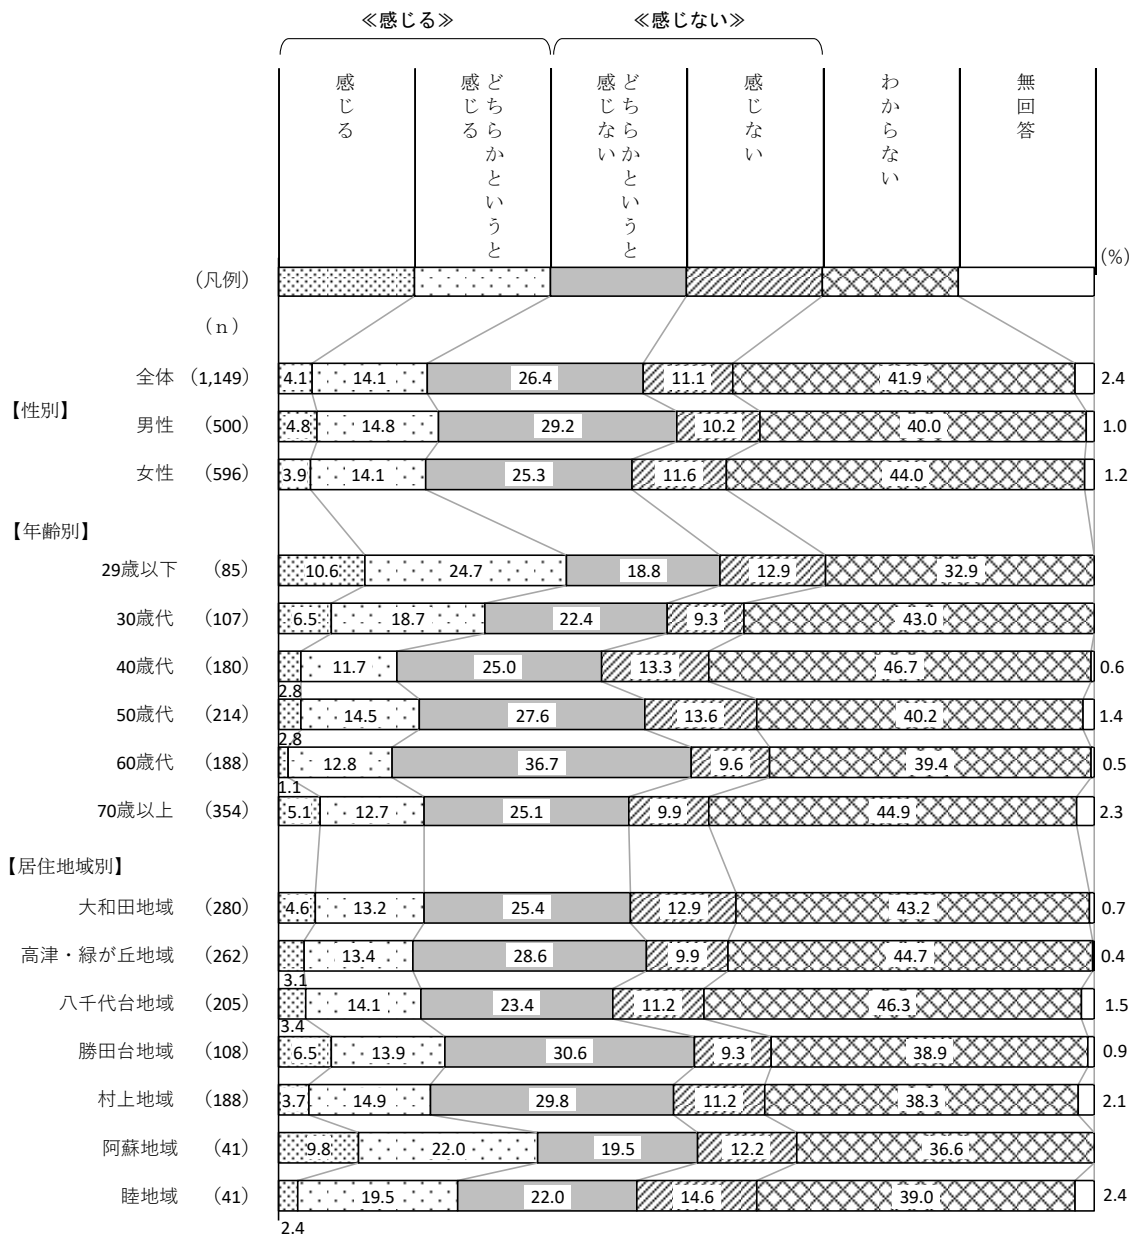 ≪感じる≫ ≪感じない≫
感じる
どちらかというと
感じる
どちらかというと
感じない
感じない
わからない
無回答
(%)
(凡例)
(n)
全体 (1,149) 4.1 14.1 26.4 11.1 41.9 2.4
【性別】
男性 (500) 4.8 14.8 29.2 10.2 40.0 1.0
女性 (596) 3.9 14.1 25.3 11.6 44.0 1.2
【年齢別】
29歳以下 (85) 10.6 24.7 18.8 12.9 32.9
30歳代 (107) 6.5 18.7 22.4 9.3 43.0
40歳代 (180) 11.7 25.0 13.3 46.7 0.6
2.8
50歳代 (214) 14.5 27.6 13.6 40.2 1.4
2.8
60歳代 (188) 12.8 36.7 9.6 39.4 0.5
1.1
70歳以上 (354) 5.1 12.7 25.1 9.9 44.9 2.3
【居住地域別】
大和田地域 (280) 4.6 13.2 25.4 12.9 43.2 0.7
高津・緑が丘地域 (262) 13.4 28.6 9.9 44.7 0.4
3.1
八千代台地域 (205) 14.1 23.4 11.2 46.3 1.5
3.4
勝田台地域 (108) 6.5 13.9 30.6 9.3 38.9 0.9
村上地域 (188) 3.7 14.9 29.8 11.2 38.3 2.1
阿蘇地域 (41) 9.8 22.0 19.5 12.2 36.6
睦地域 (41) 19.5 22.0 14.6 39.0 2.4
2.4